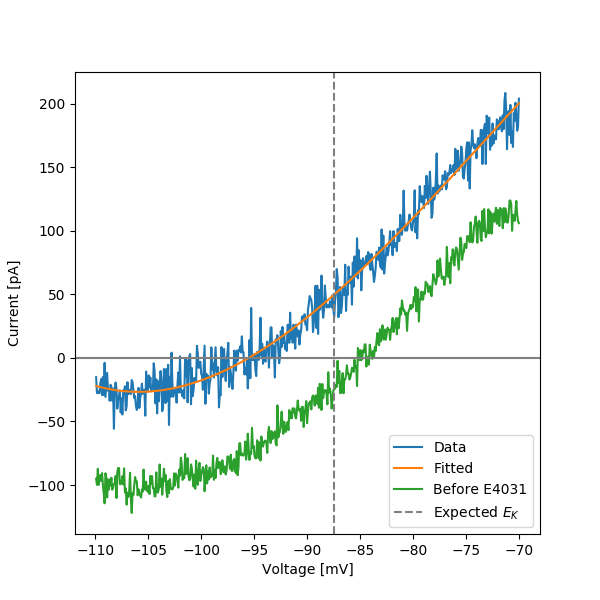 200
150
100
50
0
−50
−100
Current [pA]
−110
−105
−100
−95
−90
−85
−80
−75
−70
Voltage [mV]
Data
Fitted
Before E4031
Expected E_K